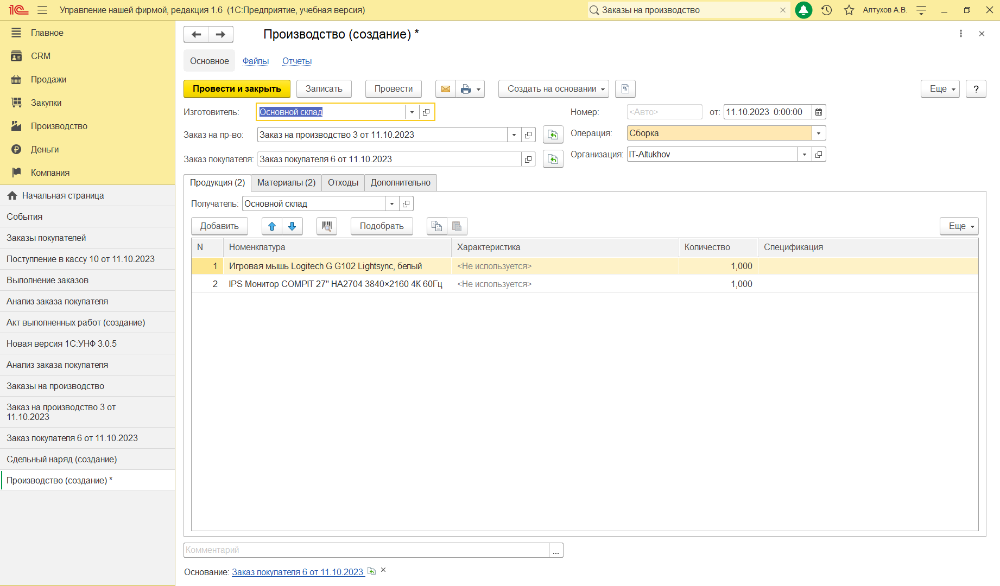 1С Управление нашей фирмой, редакция 1.6 (1С:Предприятие, учебная версия)
Заказы на производство
Алтухов А.В.
Главное
CRM
Продажи
Закупки
Производство
Деньги
Компания
Начальная страница
События
Заказы покупателей
Поступление в кассу 10 от 11.10.2023
Выполнение заказов
Анализ заказа покупателя
Акт выполненных работ (создание)
Новая версия 1С:УНФ 3.0.5
Анализ заказа покупателя
Заказы на производство
Заказ на производство 3 от
11.10.2023
Заказ покупателя 6 от 11.10.2023
Сдельный наряд (создание)
Производство (создание) *
Производство (создание) *
Основное Файлы Отчеты
Провести и закрыть Записать Провести Создать на основании Еще ?
Изготовитель: Основной склад Номер: <Авто> от: 11.10.2023 0:00:00
Заказ на пр-во: Заказ на производство 3 от 11.10.2023 Операция: Сборка
Заказ покупателя: Заказ покупателя 6 от 11.10.2023 Организация: IT-Altukhov
Продукция (2) Материалы (2) Отходы Дополнительно
Получатель: Основной склад
Добавить Подобрать Еще
N Номенклатура Характеристика Количество Спецификация
1 Игровая мышь Logitech G G102 Lightsync, белый <Не используется> 1,000
2 IPS Монитор COMPIT 27" HA2704 3840×2160 4К 60Гц <Не используется> 1,000
Комментарий ...
Основание: Заказ покупателя 6 от 11.10.2023